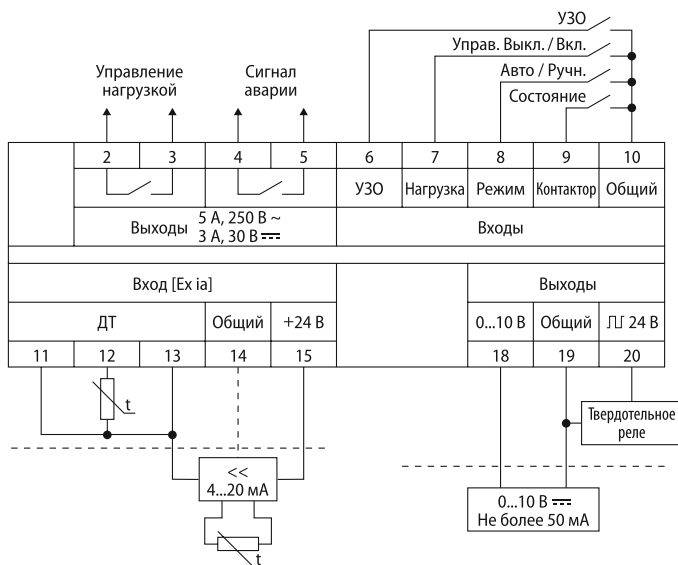 УЗО
Управ. Выкл. / Вкл.
Авто / Ручн.
Состояние
Управление
нагрузкой
Сигнал
аварии
2 3 4 5 6 7 8 9 10
УЗО Нагрузка Режим Контактор Общий
Выходы 5 А, 250 В ~
3 А, 30 В ⎓
Входы
Вход [Ex ia]
Выходы
ДТ Общий +24 В
0...10 В Общий ⎍ 24 В
11 12 13 14 15 18 19 20
t
Твердотельное
реле
<<
4...20 мА
0...10 В ⎓
Не более 50 мА
t